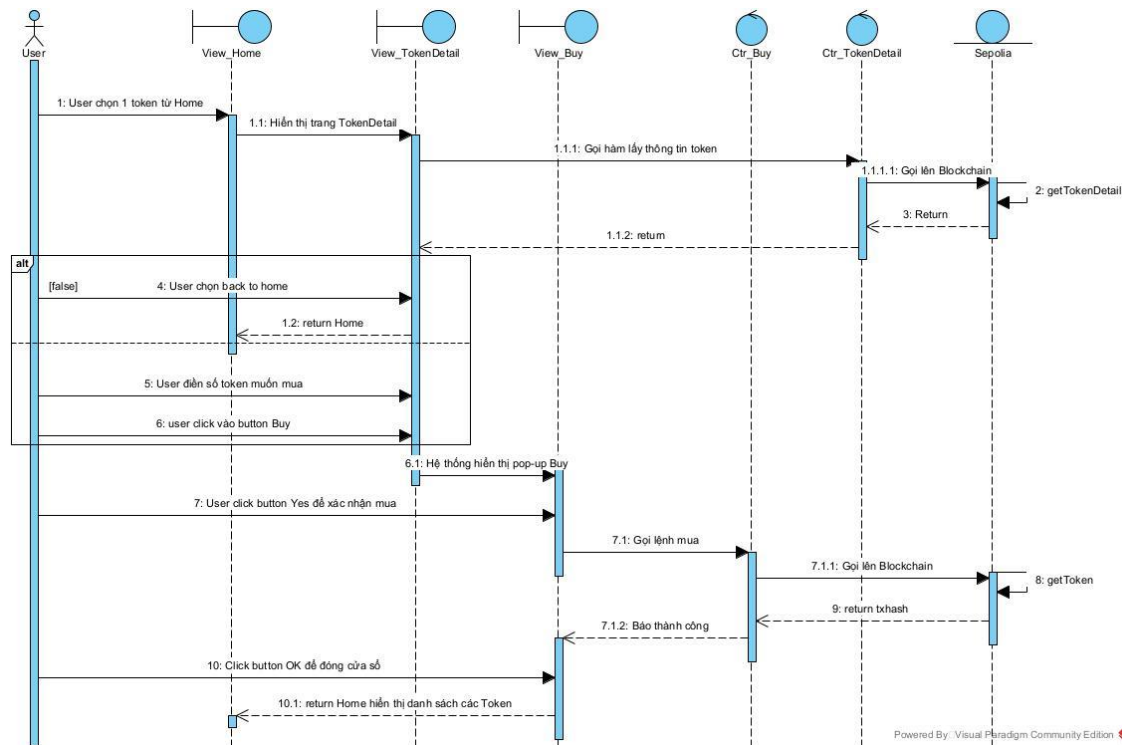 User
View_Home
View_TokenDetail
View_Buy
Ctr_Buy
Ctr_TokenDetail
Sepolia
1: User chọn 1 token từ Home
1.1: Hiển thị trang TokenDetail
1.1.1: Gọi hàm lấy thông tin token
1.1.1.1: Gọi lên Blockchain
2: getTokenDetail
3: Return
1.1.2: return
alt
[false]
4: User chọn back to home
1.2: return Home
5: User điền số token muốn mua
6: user click vào button Buy
6.1: Hệ thống hiển thị pop-up Buy
7: User click button Yes để xác nhận mua
7.1: Gọi lệnh mua
7.1.1: Gọi lên Blockchain
8: getToken
9: return txhash
7.1.2: Báo thành công
10: Click button OK để đóng cửa sổ
10.1: return Home hiển thị danh sách các Token
Powered By: Visual Paradigm Community Edition